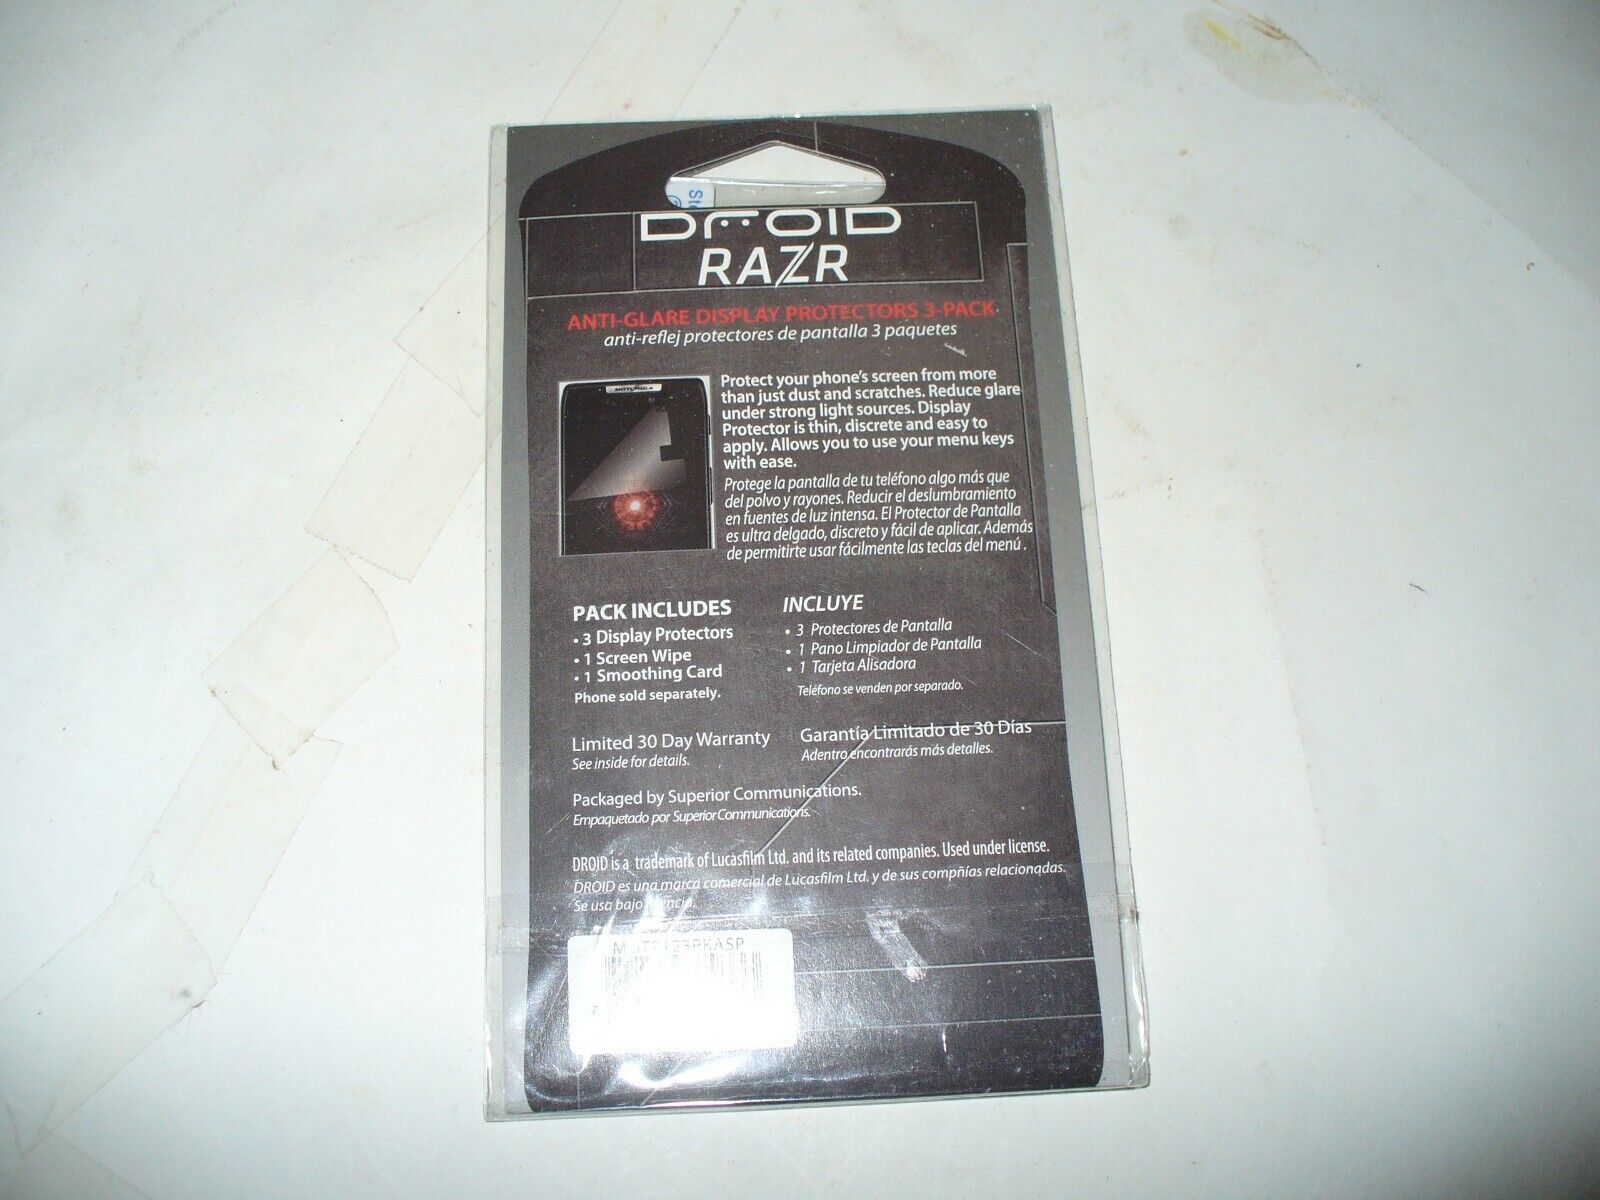 DROID
RAZR
ANTI-GLARE DISPLAY PROTECTORS 3-PACK
anti-reflej protectores de pantalla 3 paquetes
MOTOROLA
Protect your phone's screen from more
than just dust and scratches. Reduce glare
under strong light sources. Display
Protector is thin, discrete and easy to
apply. Allows you to use your menu keys
with ease.
Protege la pantalla de tu teléfono algo más que
del polvo y rayones. Reducir el deslumbramiento
en fuentes de luz intensa. El Protector de Pantalla
es ultra delgado, discreto y fácil de aplicar. Además
de permitirte usar fácilmente las teclas del menú.
PACK INCLUDES
• 3 Display Protectors
• 1 Screen Wipe
• 1 Smoothing Card
Phone sold separately.
INCLUYE
• 3 Protectores de Pantalla
• 1 Pano Limpiador de Pantalla
• 1 Tarjeta Alisadora
Teléfono se venden por separado.
Limited 30 Day Warranty
See inside for details.
Garantía Limitado de 30 Días
Adentro encontrarás más detalles.
Packaged by Superior Communications.
Empaquetado por Superior Communications.
DROID is a trademark of Lucasfilm Ltd. and its related companies. Used under license.
DROID es una marca comercial de Lucasfilm Ltd. y de sus compñías relacionadas.
Se usa bajo
7